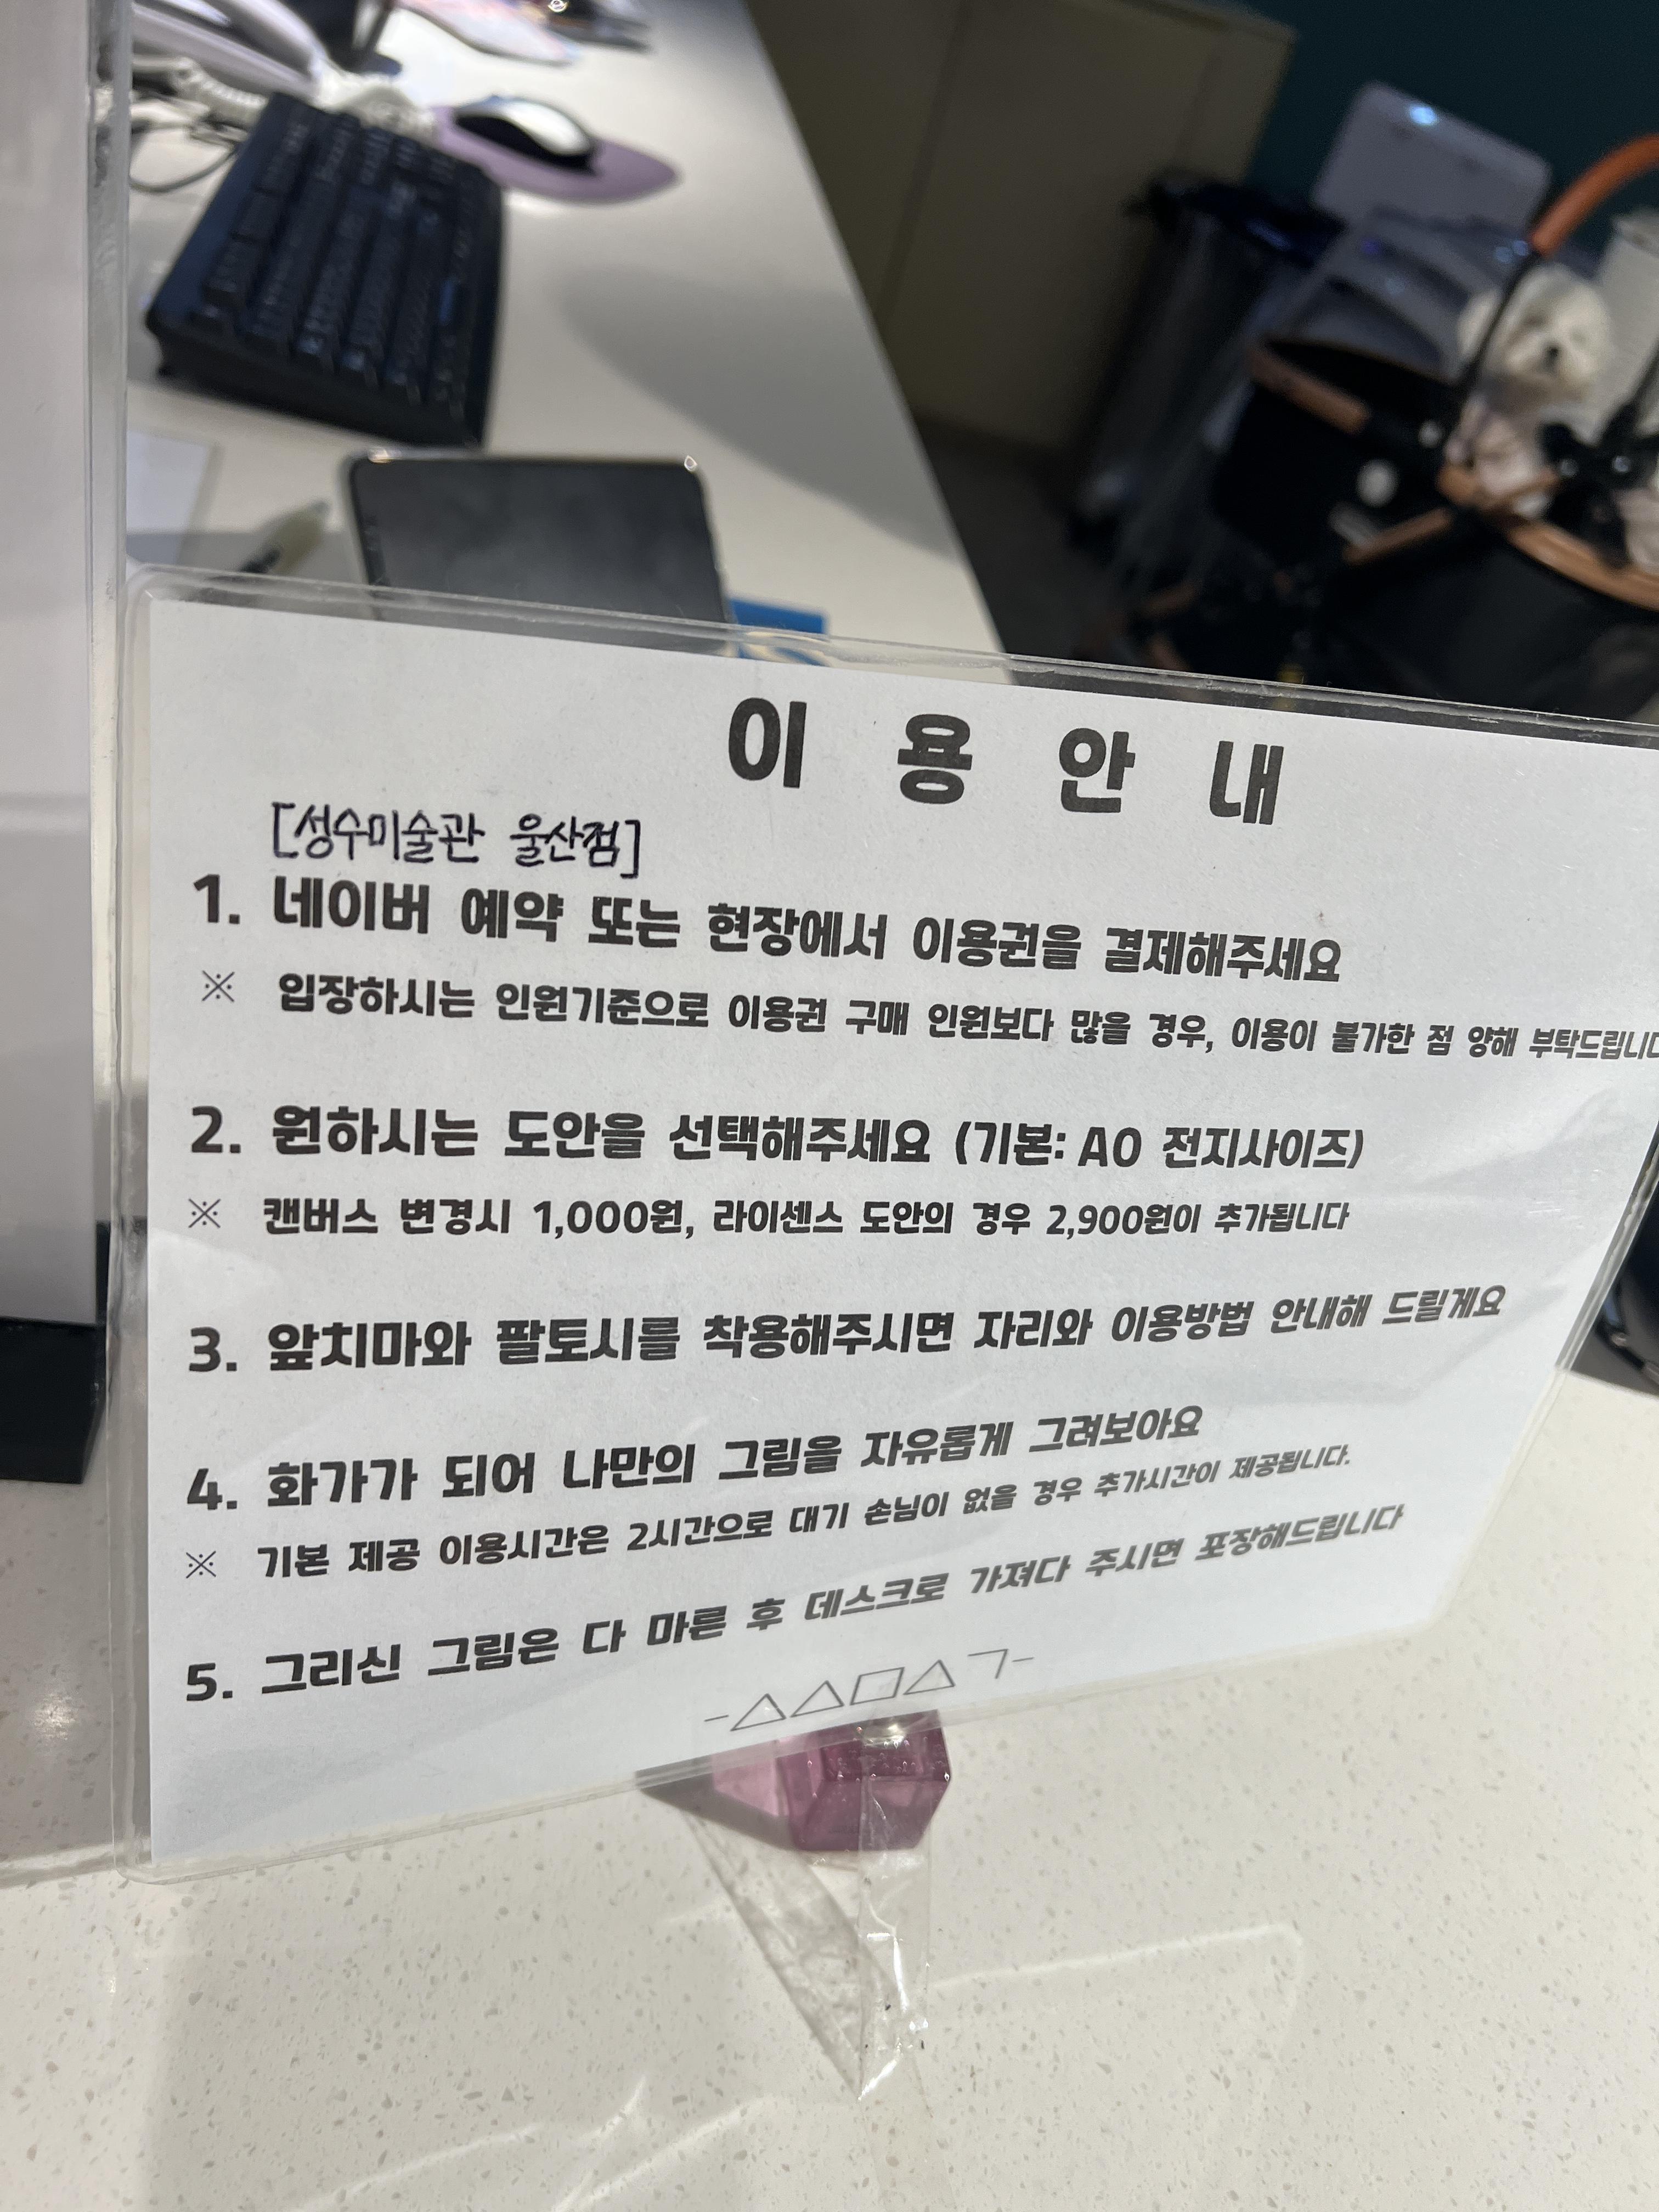 이 용 안 내
[성수미술관 울산점]
1. 네이버 예약 또는 현장에서 이용권을 결제해주세요
※ 입장하시는 인원기준으로 이용권 구매 인원보다 많을 경우, 이용이 불가한 점 양해 부탁드립니다
2. 원하시는 도안을 선택해주세요 (기본: A0 전지사이즈)
※ 캔버스 변경시 1,000원, 라이센스 도안의 경우 2,900원이 추가됩니다
3. 앞치마와 팔토시를 착용해주시면 자리와 이용방법 안내해 드릴게요
4. 화가가 되어 나만의 그림을 자유롭게 그려보아요
※ 기본 제공 이용시간은 2시간으로 대기 손님이 없을 경우 추가시간이 제공됩니다.
5. 그리신 그림은 다 마른 후 데스크로 가져다 주시면 포장해드립니다
-△△□△ㄱ-